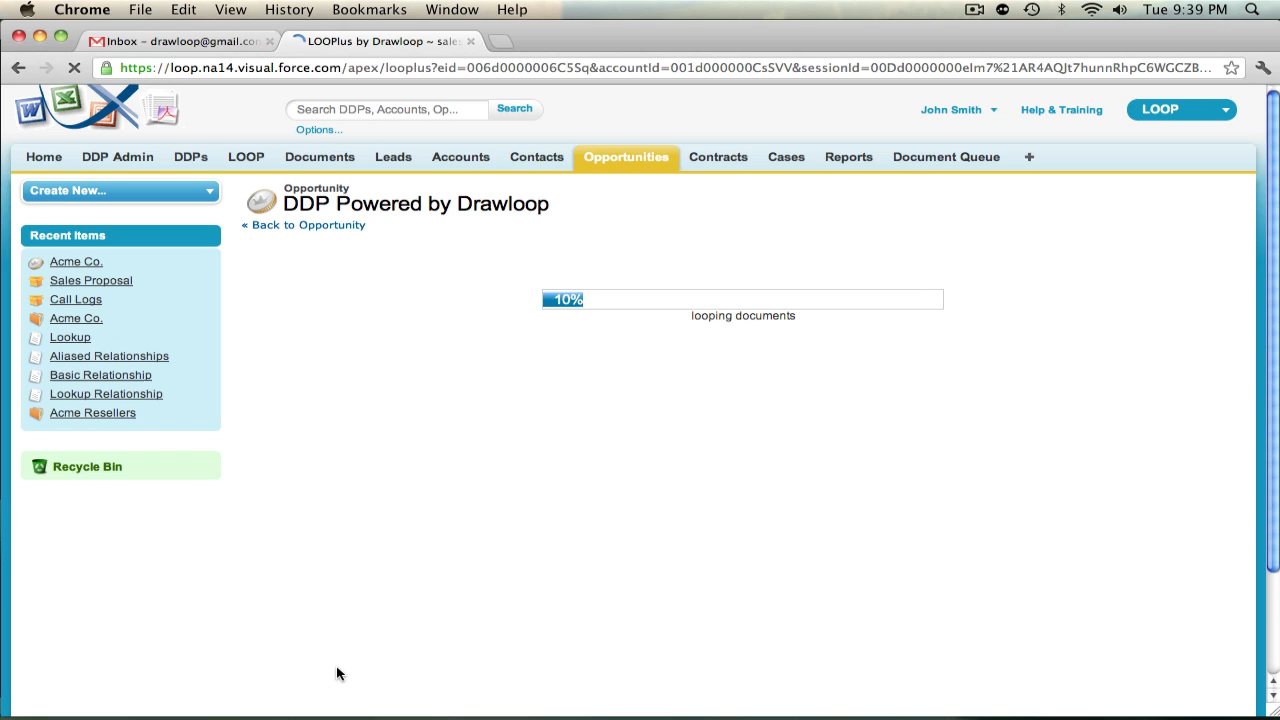 Chrome File Edit View History Bookmarks Window Help Tue 9:39 PM
Inbox – drawloop@gmail.co LOOPlus by Drawloop ~ sales
https://loop.na14.visual.force.com/apex/looplus?eid=006d0000006C5Sq&accountId=001d000000CsSVV&sessionId=00Dd0000000eIm7%21AR4AQJt7hunnRhpC6WGCZB...
Search DDPs, Accounts, Op... Search John Smith Help & Training LOOP
Options...
Home DDP Admin DDPs LOOP Documents Leads Accounts Contacts Opportunities Contracts Cases Reports Document Queue +
Create New...
Opportunity
DDP Powered by Drawloop
« Back to Opportunity
Recent Items
Acme Co.
Sales Proposal
Call Logs
Acme Co.
Lookup
Aliased Relationships
Basic Relationship
Lookup Relationship
Acme Resellers
Recycle Bin
10%
looping documents